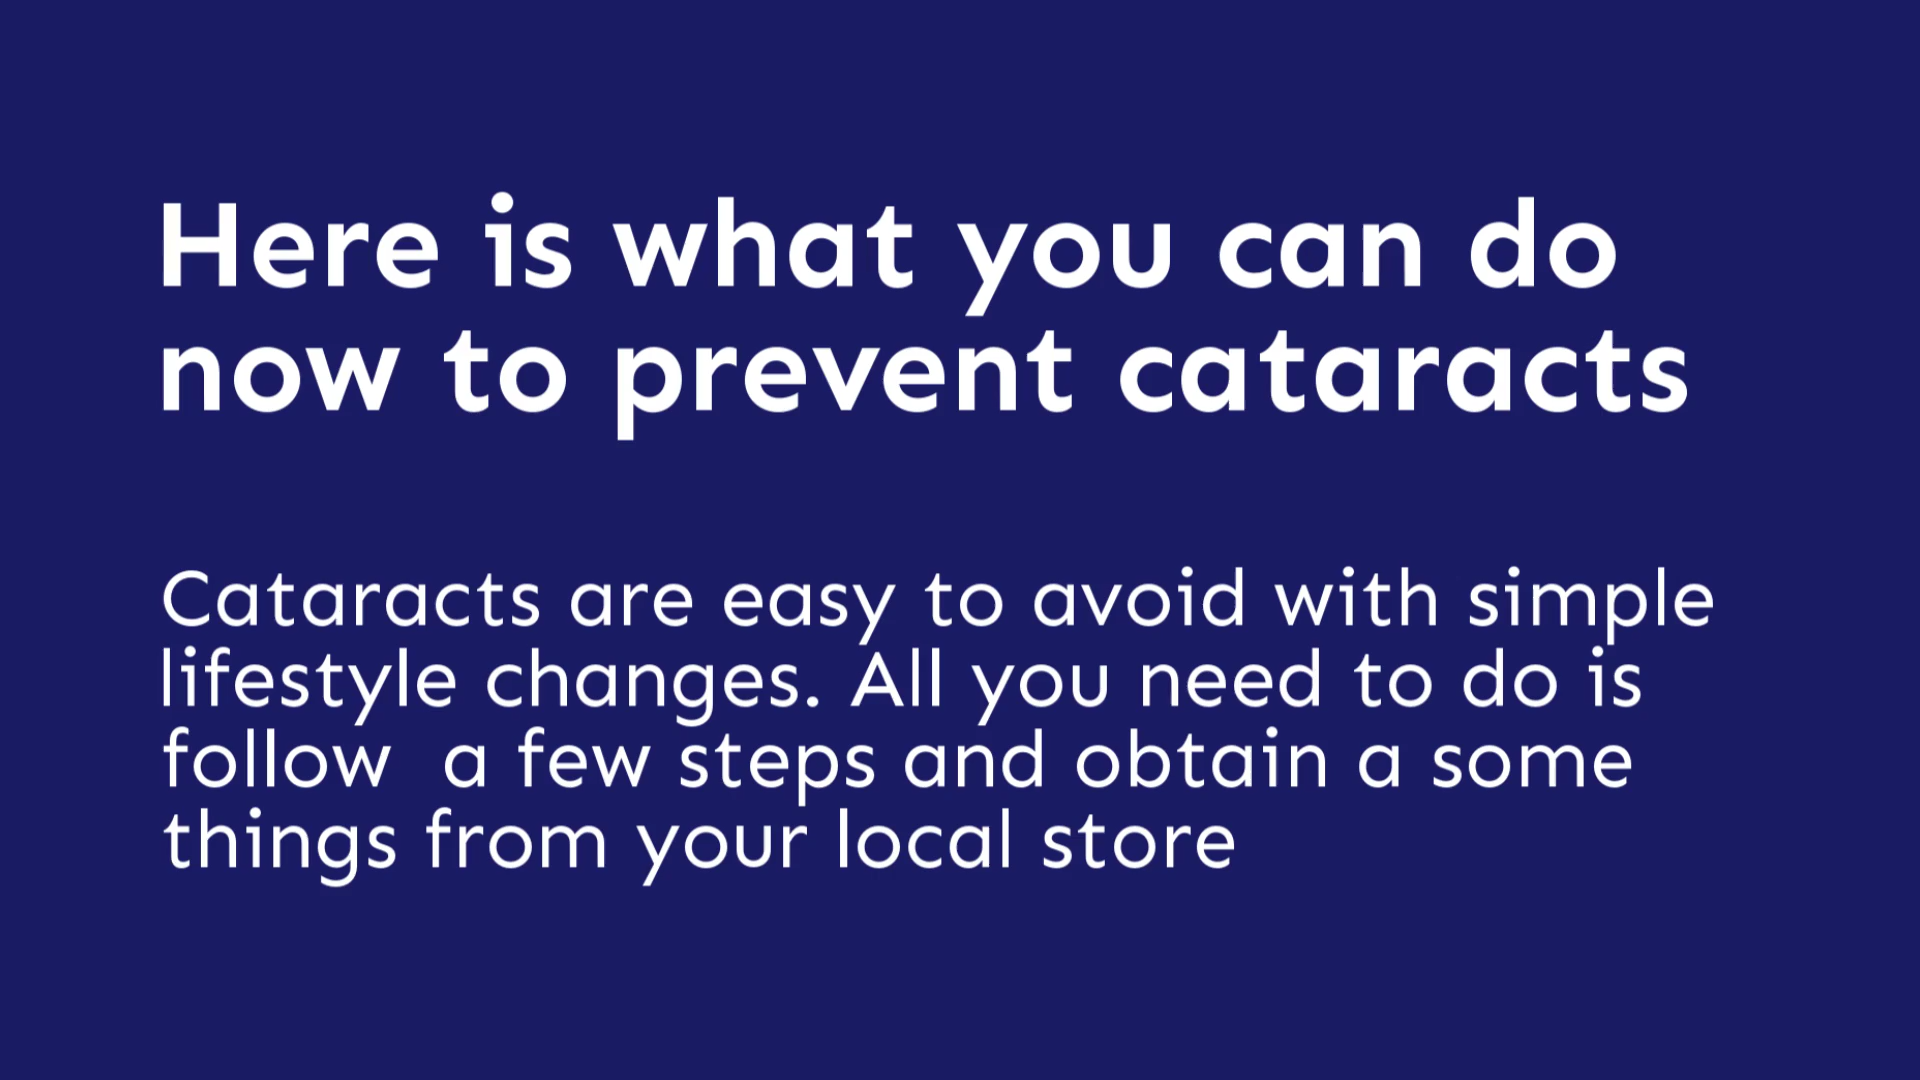 Here is what you can do
now to prevent cataracts
Cataracts are easy to avoid with simple
lifestyle changes. All you need to do is
follow  a few steps and obtain a some
things from your local store